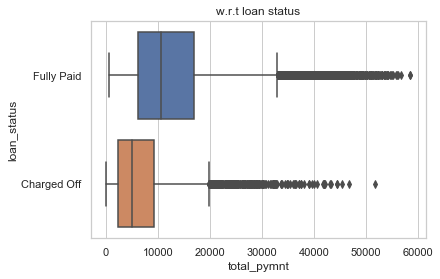 w.r.t loan status
loan_status
Fully Paid
Charged Off
0 10000 20000 30000 40000 50000 60000
total_pymnt